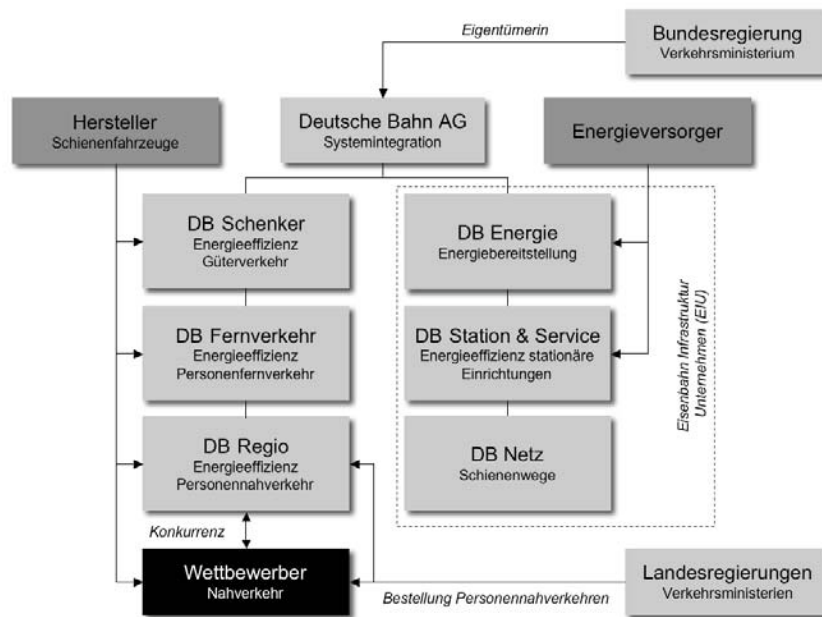 Eigentümerin
Bundesregierung
Verkehrsministerium
Hersteller
Schienenfahrzeuge
Deutsche Bahn AG
Systemintegration
Energieversorger
DB Schenker
Energieeffizienz
Güterverkehr
DB Energie
Energiebereitstellung
DB Fernverkehr
Energieeffizienz
Personenfernverkehr
DB Station & Service
Energieeffizienz stationäre
Einrichtungen
Eisenbahn Infrastruktur
Unternehmen (EIU)
DB Regio
Energieeffizienz
Personennahverkehr
DB Netz
Schienenwege
Konkurrenz
Wettbewerber
Nahverkehr
Bestellung Personennahverkehren
Landesregierungen
Verkehrsministerien